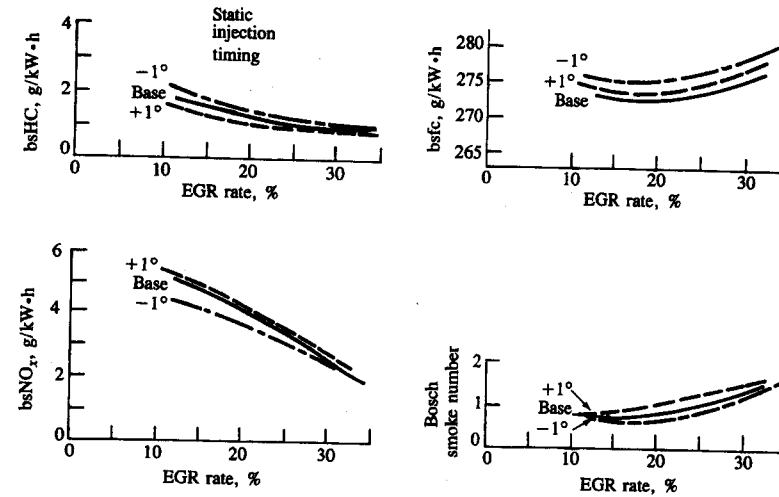 Static
injection
timing
bsHC, g/kW•h
4
2
0
−1°
Base
+1°
0
10
20
30
EGR rate, %
bsfc, g/kW•h
280
275
270
265
−1°
+1°
Base
0
10
20
30
EGR rate, %
bsNOx, g/kW•h
6
4
2
0
+1°
Base
−1°
0
10
20
30
EGR rate, %
Bosch
smoke number
2
1
0
+1°
Base
−1°
0
10
20
30
EGR rate, %